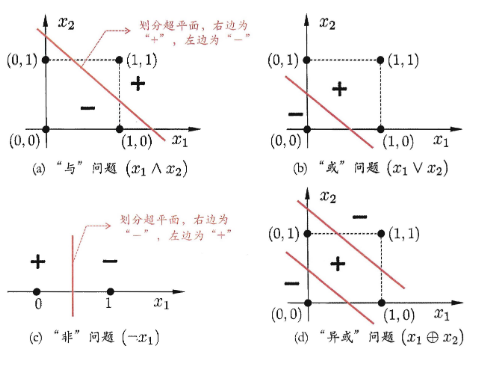 x₂
划分超平面，右边为
“+”，左边为“−”
(0, 1)
(1, 1)
+
−
(0, 0)
(1, 0)
x₁
(a) “与”问题 (x₁ ∧ x₂)
x₂
(0, 1)
(1, 1)
+
−
(0, 0)
(1, 0)
x₁
(b) “或”问题 (x₁ ∨ x₂)
划分超平面，右边为
“−”，左边为“+”
+
−
0
1
x₁
(c) “非”问题 (¬x₁)
x₂
−
(0, 1)
(1, 1)
+
−
(0, 0)
(1, 0)
x₁
(d) “异或”问题 (x₁ ⊕ x₂)